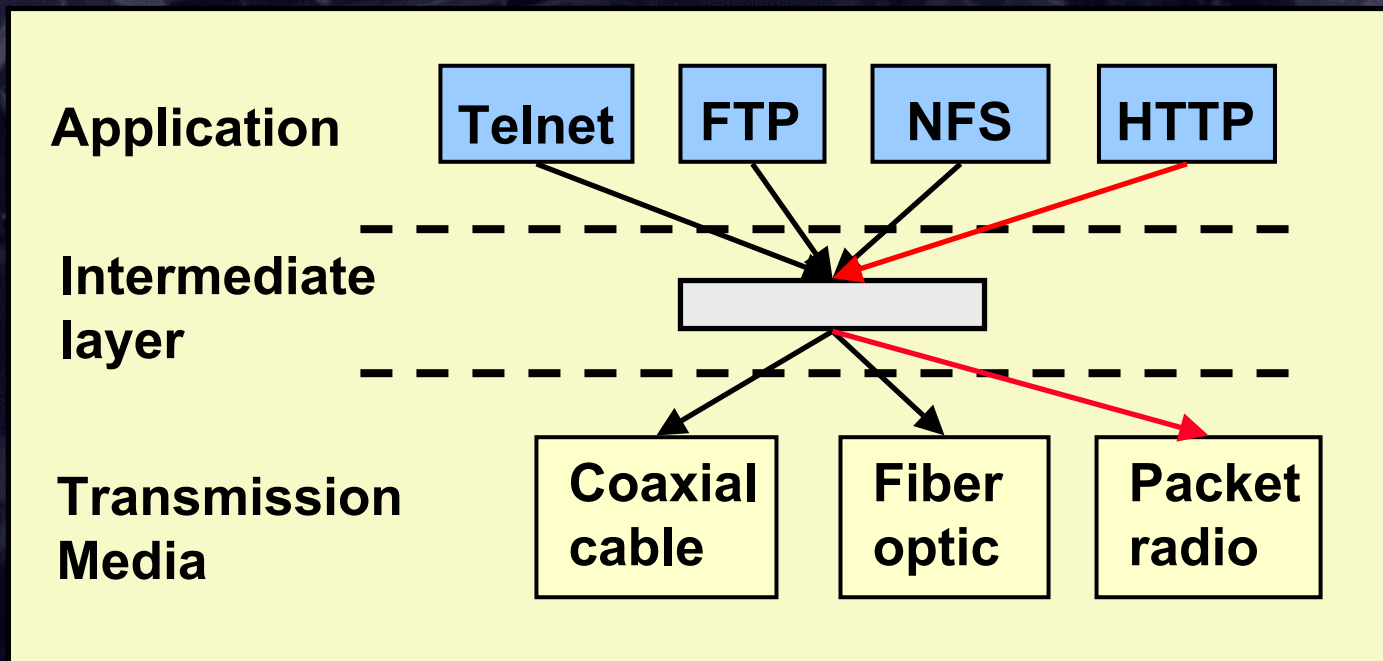 Application
Telnet
FTP
NFS
HTTP
Intermediate
layer
Transmission
Media
Coaxial
cable
Fiber
optic
Packet
radio